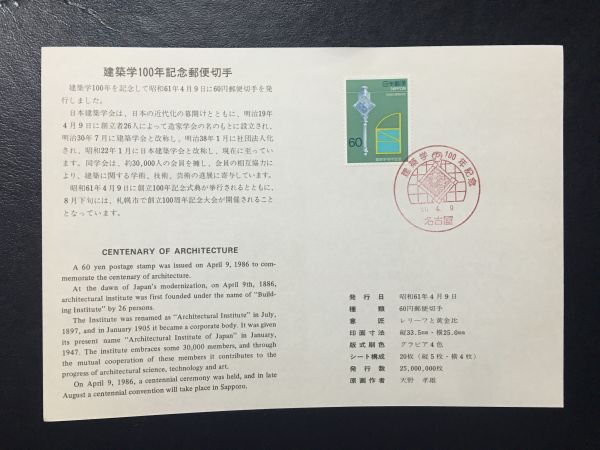 建築学100年記念郵便切手
建築学100年を記念して昭和61年4月9日に60円郵便切手を発
行しました。
日本建築学会は、日本の近代化の幕開けとともに、明治19年
4月9日に創立者26人によって造家学会の名のもとに設立され、
明治30年7月に建築学会と改称し、明治38年1月に社団法人化
され、昭和22年1月に日本建築学会と改称し、現在に至ってい
ます。同学会は、約30,000人の会員を擁し、会員の相互協力に
より、建築に関する学術、技術、芸術の進展に寄与しています。
昭和61年4月9日に創立100年記念式典が挙行されるとともに、
8月下旬には、札幌市で創立100周年記念大会が開催されること
となっています。
CENTENARY OF ARCHITECTURE
A 60 yen postage stamp was issued on April 9, 1986 to com-
memorate the centenary of architecture.
At the dawn of Japan's modernization, on April 9th, 1886,
architectural institute was first founded under the name of "Build-
ing Institute" by 26 persons.
The Institute was renamed as "Architectural Institute" in July,
1897, and in January 1905 it became a corporate body. It was given
its present name "Architectural Institute of Japan" in January,
1947. The institute embraces some 30,000 members, and through
the mutual cooperation of these members it contributes to the
progress of architectural science, technology and art.
On April 9, 1986, a centennial ceremony was held, and in late
August a centennial convention will take place in Sapporo.
日本郵便
NIPPON
60
建築学100年記念
建築学の100年記念
61. 4. 9
名古屋
発行日 昭和61年4月9日
種類 60円郵便切手
意匠 レリーフと黄金比
印面寸法 縦33.5mm・横25.0mm
版式刷色 グラビア4色
シート構成 20枚(縦5枚・横4枚)
発行数 25,000,000枚
原画作者 大野 孝雄